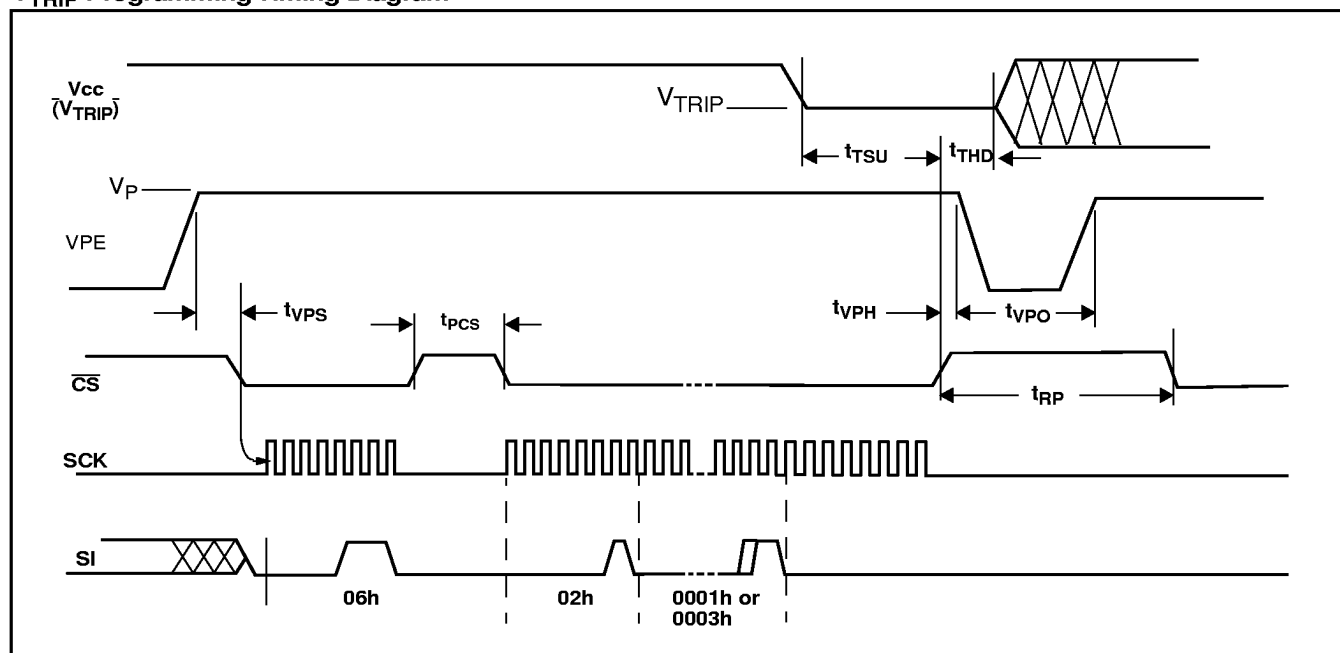 VTRIP Programming Timing Diagram
Vcc
(VTRIP)
VTRIP
tTSU
tTHD
VP
VPE
tVPS
tPCS
tVPH
tVPO
CS
tRP
SCK
SI
06h
02h
0001h or
0003h